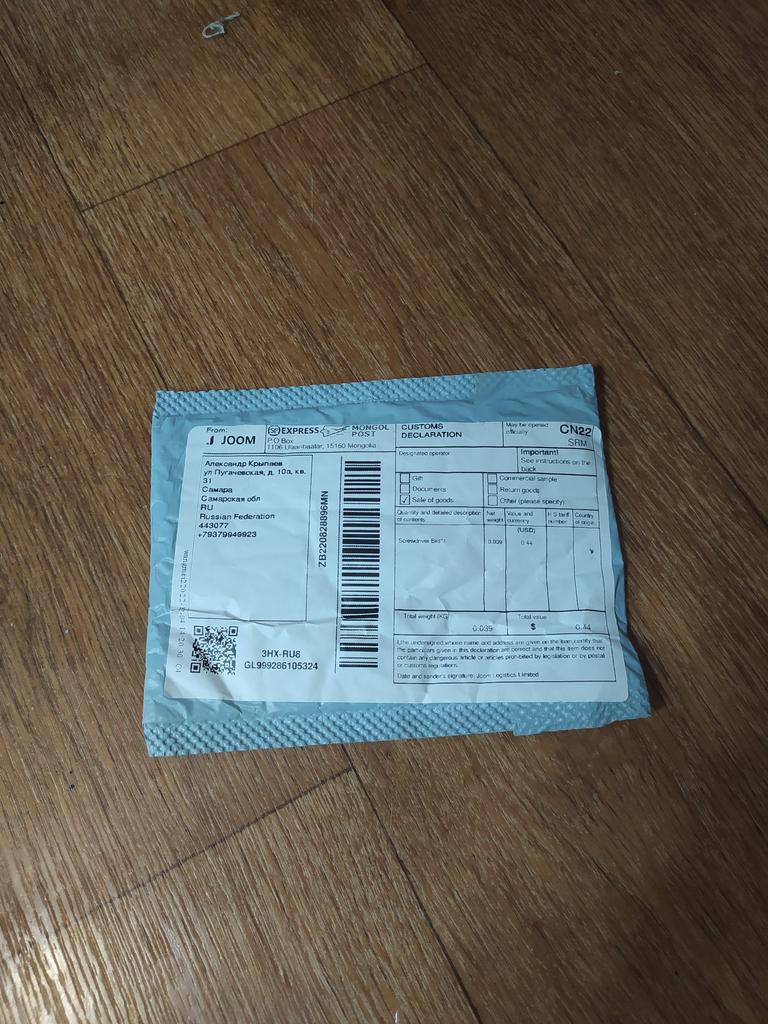 From:
JOOM
SF EXPRESS
MONGOL POST
P.O Box
1106 Ulaanbaatar, 15160 Mongolia
Александр Крыпаев
ул Пугачевская, д. 10а, кв.
31
Самара
Самарская обл
RU
Russian Federation
443077
+79379949923
ZB220828896MN
3HX-RU8
GL999286105324
CUSTOMS DECLARATION
May be opened officially
CN22
SRM
Designated operator
Important!
See instructions on the back
Gift
Commercial sample
Documents
Return goods
Sale of goods
Other (please specify):
Quantity and detailed description of contents
Net weight
Value and currency
H S tariff number
Country of origin
(USD)
Screwdriver Bits*1
0.039
0.44
Total weight (KG)
Total value
0.039
$
0.44
I,the undersigned,whose name and address are given on the item,certify that
the particulars given in this declaration are correct and that this item does not
contain any dangerous article or articles prohibited by legislation or by postal
or customs regulations.
Date and sender's signature: Joom Logistics Limited